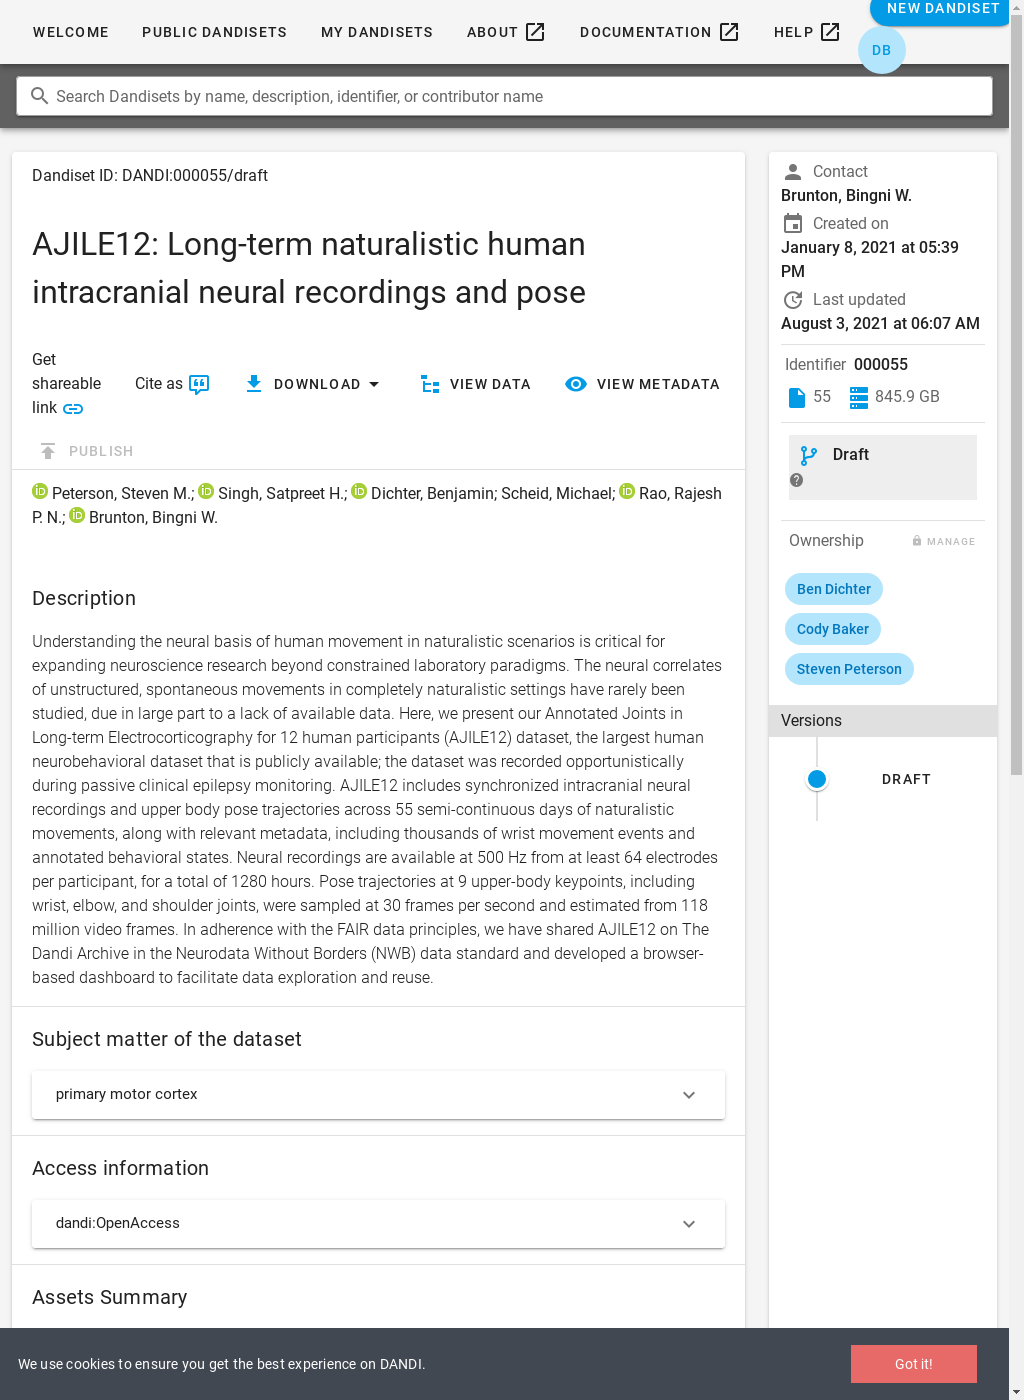 WELCOME PUBLIC DANDISETS MY DANDISETS ABOUT DOCUMENTATION HELP NEW DANDISET
DB
Search Dandisets by name, description, identifier, or contributor name
Dandiset ID: DANDI:000055/draft
AJILE12: Long-term naturalistic human
intracranial neural recordings and pose
Get
shareable
link
Cite as
DOWNLOAD
VIEW DATA
VIEW METADATA
PUBLISH
Peterson, Steven M.; Singh, Satpreet H.; Dichter, Benjamin; Scheid, Michael; Rao, Rajesh
P. N.; Brunton, Bingni W.
Description
Understanding the neural basis of human movement in naturalistic scenarios is critical for
expanding neuroscience research beyond constrained laboratory paradigms. The neural correlates
of unstructured, spontaneous movements in completely naturalistic settings have rarely been
studied, due in large part to a lack of available data. Here, we present our Annotated Joints in
Long-term Electrocorticography for 12 human participants (AJILE12) dataset, the largest human
neurobehavioral dataset that is publicly available; the dataset was recorded opportunistically
during passive clinical epilepsy monitoring. AJILE12 includes synchronized intracranial neural
recordings and upper body pose trajectories across 55 semi-continuous days of naturalistic
movements, along with relevant metadata, including thousands of wrist movement events and
annotated behavioral states. Neural recordings are available at 500 Hz from at least 64 electrodes
per participant, for a total of 1280 hours. Pose trajectories at 9 upper-body keypoints, including
wrist, elbow, and shoulder joints, were sampled at 30 frames per second and estimated from 118
million video frames. In adherence with the FAIR data principles, we have shared AJILE12 on The
Dandi Archive in the Neurodata Without Borders (NWB) data standard and developed a browser-
based dashboard to facilitate data exploration and reuse.
Subject matter of the dataset
primary motor cortex
Access information
dandi:OpenAccess
Assets Summary
Contact
Brunton, Bingni W.
Created on
January 8, 2021 at 05:39
PM
Last updated
August 3, 2021 at 06:07 AM
Identifier 000055
55 845.9 GB
Draft
Ownership MANAGE
Ben Dichter
Cody Baker
Steven Peterson
Versions
DRAFT
We use cookies to ensure you get the best experience on DANDI.
Got it!